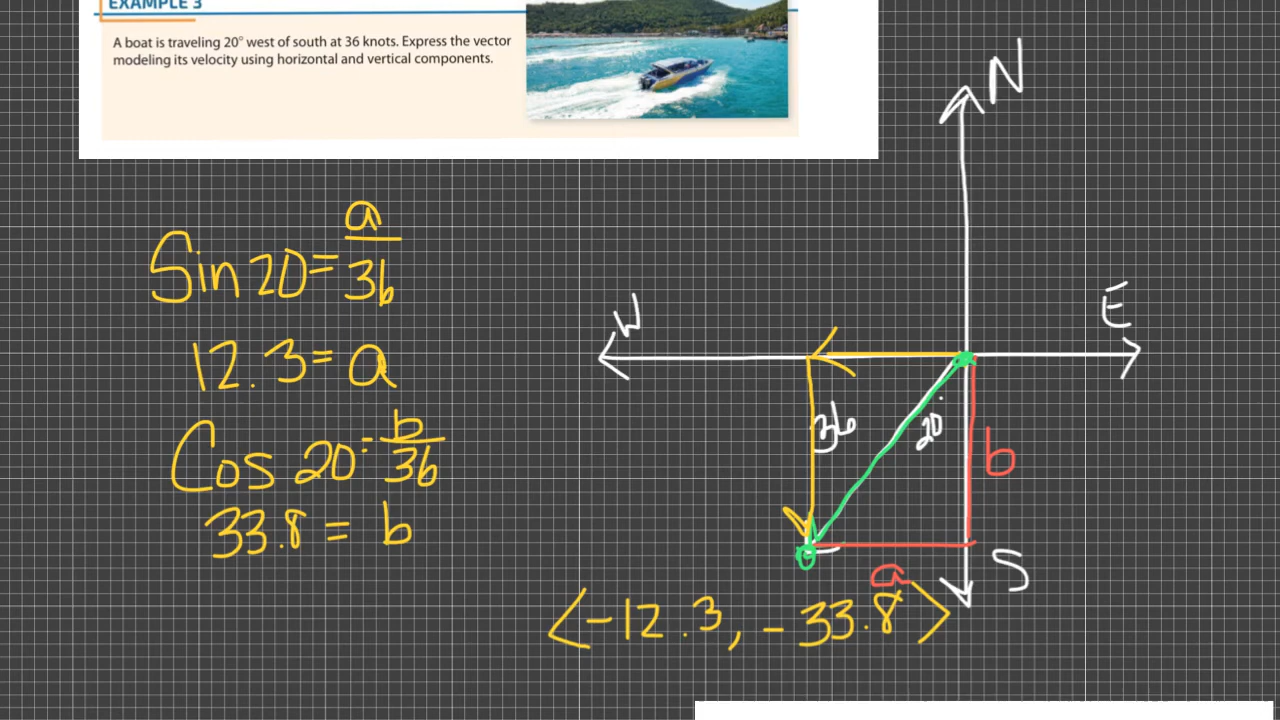 EXAMPLE 3
A boat is traveling 20° west of south at 36 knots. Express the vector
modeling its velocity using horizontal and vertical components.
N
W
E
S
36
20°
b
a
Sin 20 = a/36
12.3 = a
Cos 20 = b/36
33.8 = b
<-12.3, -33.8>